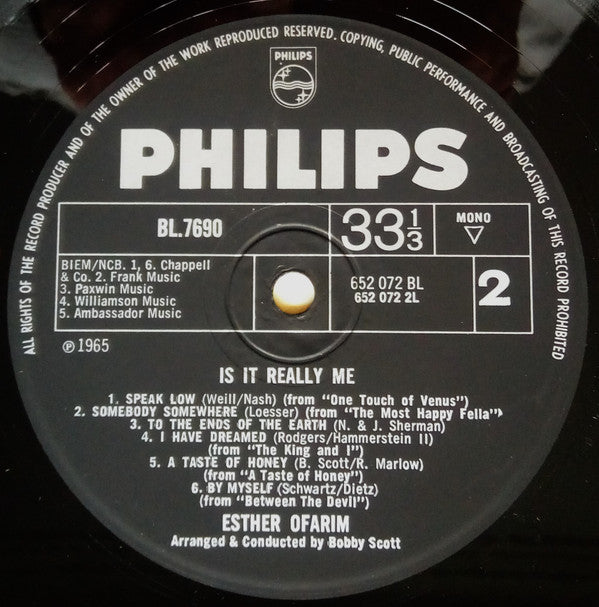 ALL RIGHTS OF THE RECORD PRODUCER AND OF THE OWNER OF THE WORK REPRODUCED RESERVED. COPYING, PUBLIC PERFORMANCE AND BROADCASTING OF THIS RECORD PROHIBITED
PHILIPS
PHILIPS
BL.7690
33 1/3
MONO
BIEM/NCB. 1, 6. Chappell
& Co. 2. Frank Music
3. Paxwin Music
4. Williamson Music
5. Ambassador Music
652 072 BL
652 072 2L
2
℗ 1965
IS IT REALLY ME
1. SPEAK LOW (Weill/Nash) (from "One Touch of Venus")
2. SOMEBODY SOMEWHERE (Loesser) (from "The Most Happy Fella")
3. TO THE ENDS OF THE EARTH (N. & J. Sherman)
4. I HAVE DREAMED (Rodgers/Hammerstein II)
(from "The King and I")
5. A TASTE OF HONEY (B. Scott/R. Marlow)
(from "A Taste of Honey")
6. BY MYSELF (Schwartz/Dietz)
(from "Between The Devil")
ESTHER OFARIM
Arranged & Conducted by Bobby Scott